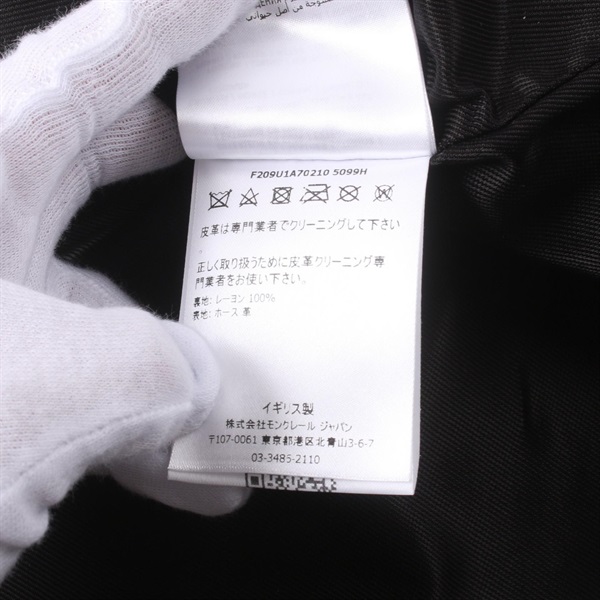 منسوجة من أصل حيواني
F209U1A70210 5099H
皮革は専門業者でクリーニングして下さい
正しく取り扱うために皮革クリーニング専
門業者をお使い下さい。
裏地: レーヨン 100%
表地: ホース 革
イギリス製
株式会社モンクレール ジャパン
〒107-0061 東京都港区北青山3-6-7
03-3485-2110